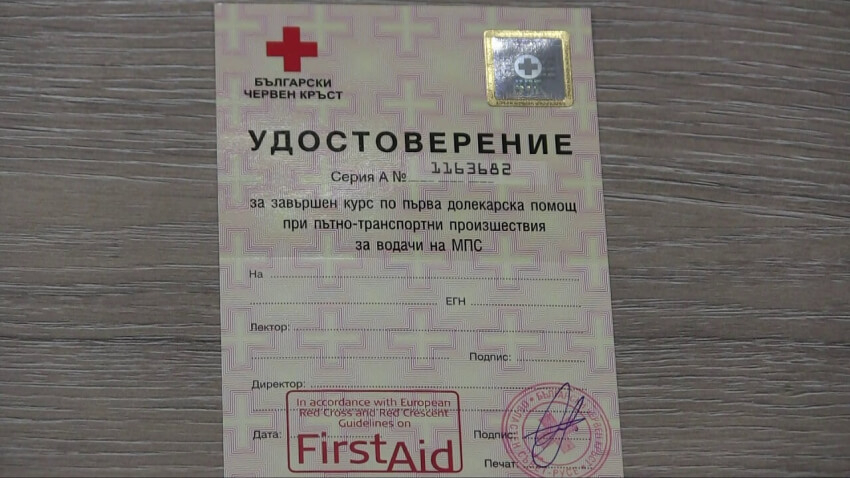 БЪЛГАРСКИ
ЧЕРВЕН КРЪСТ
УДОСТОВЕРЕНИЕ
Серия А № 1163682
за завършен курс по първа долекарска помощ
при пътно-транспортни произшествия
за водачи на МПС
На
ЕГН
Лектор:
Подпис:
Директор:
In accordance with European
Red Cross and Red Crescent
Guidelines on
First Aid
Дата:
Подпис:
Печат:
РУСЕ